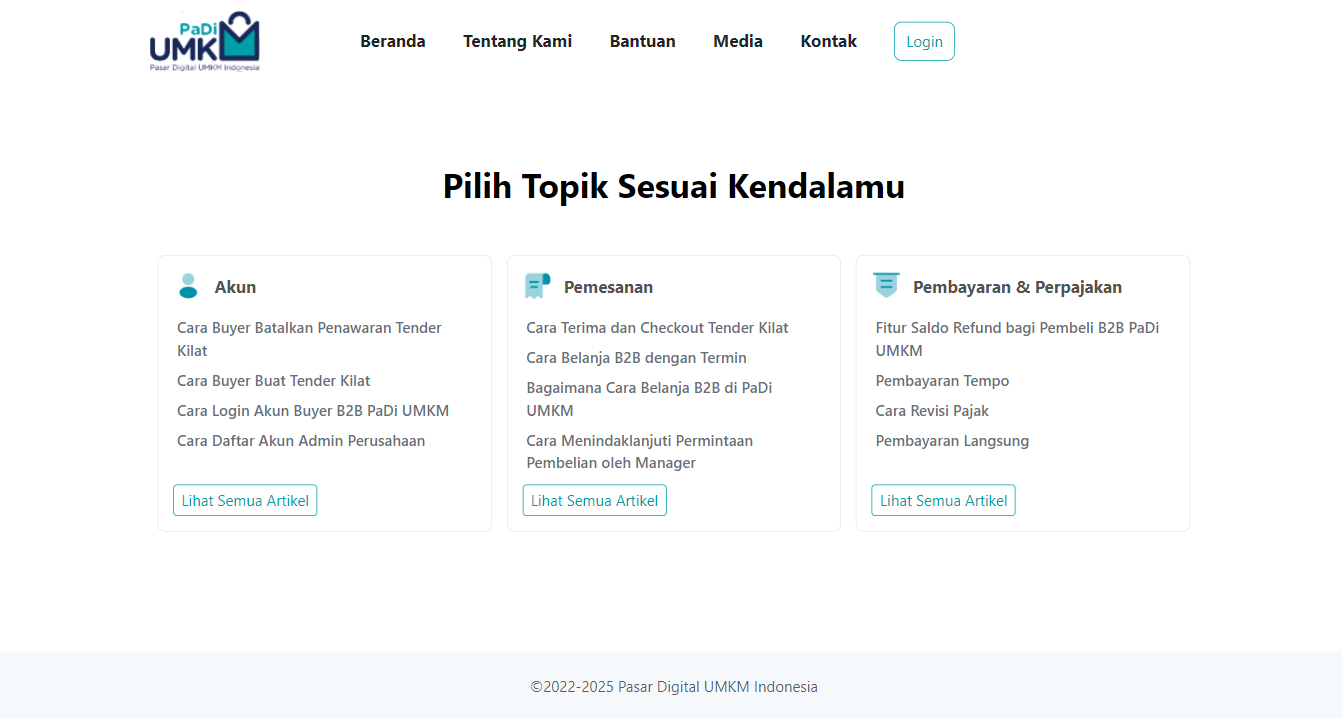 PaDi
UMKM
Pasar Digital UMKM Indonesia
Beranda
Tentang Kami
Bantuan
Media
Kontak
Login
Pilih Topik Sesuai Kendalamu
Akun
Cara Buyer Batalkan Penawaran Tender
Kilat
Cara Buyer Buat Tender Kilat
Cara Login Akun Buyer B2B PaDi UMKM
Cara Daftar Akun Admin Perusahaan
Lihat Semua Artikel
Pemesanan
Cara Terima dan Checkout Tender Kilat
Cara Belanja B2B dengan Termin
Bagaimana Cara Belanja B2B di PaDi
UMKM
Cara Menindaklanjuti Permintaan
Pembelian oleh Manager
Lihat Semua Artikel
Pembayaran & Perpajakan
Fitur Saldo Refund bagi Pembeli B2B PaDi
UMKM
Pembayaran Tempo
Cara Revisi Pajak
Pembayaran Langsung
Lihat Semua Artikel
©2022-2025 Pasar Digital UMKM Indonesia